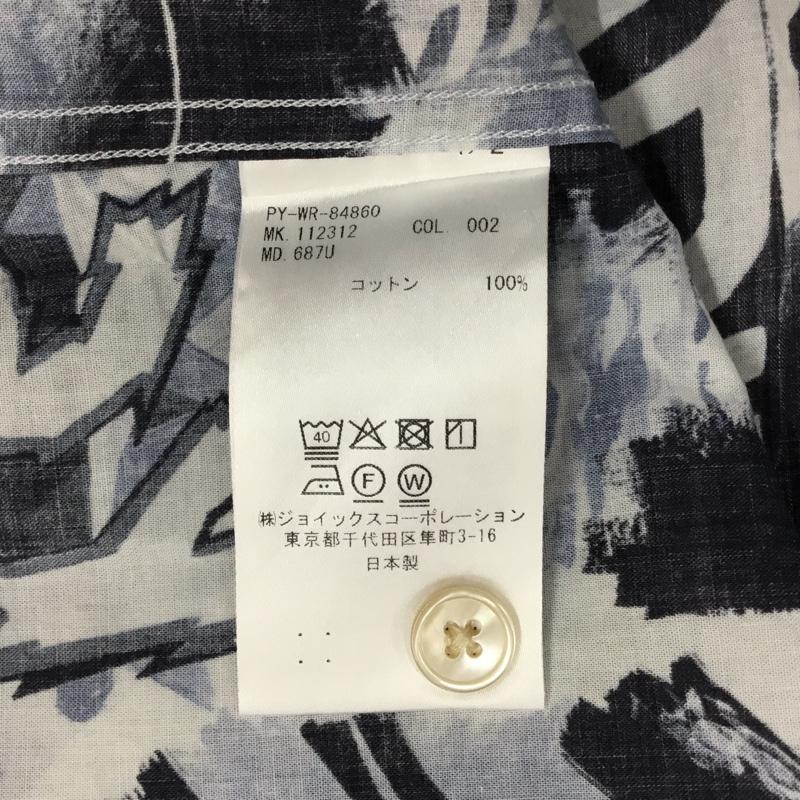 PY-WR-84860
MK. 112312 COL. 002
MD. 687U
コットン 100%
40
F W
㈱ジョイックスコーポレーション
東京都千代田区隼町3-16
日本製